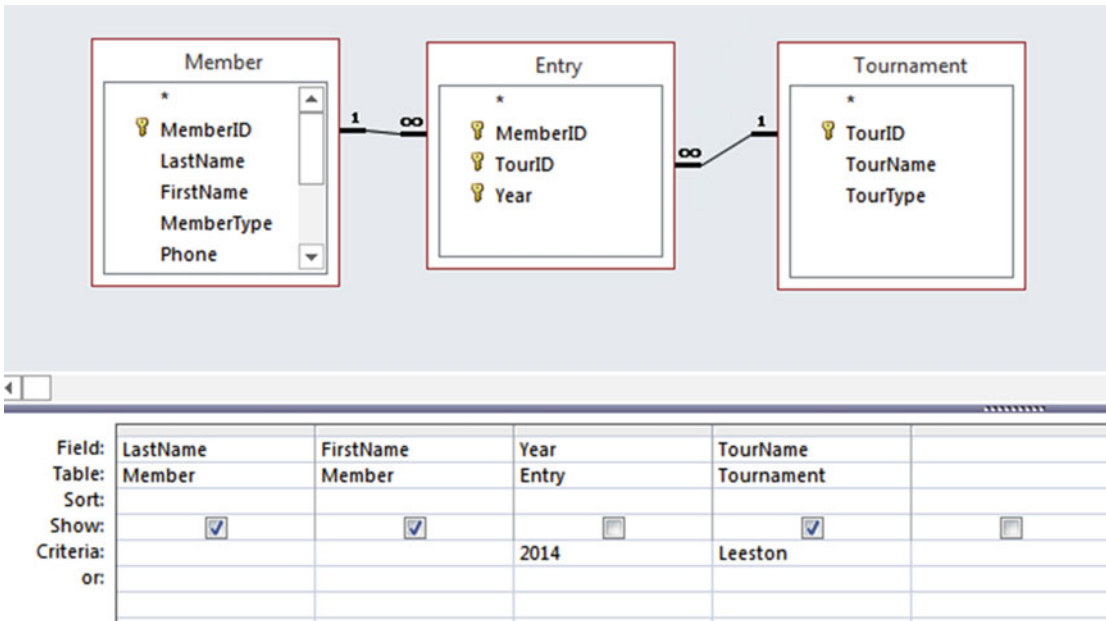 Member
*
MemberID
LastName
FirstName
MemberType
Phone
1 ∞
Entry
*
MemberID
TourID
Year
∞ 1
Tournament
*
TourID
TourName
TourType
Field: LastName FirstName Year TourName
Table: Member Member Entry Tournament
Sort:
Show:
Criteria: 2014 Leeston
or: